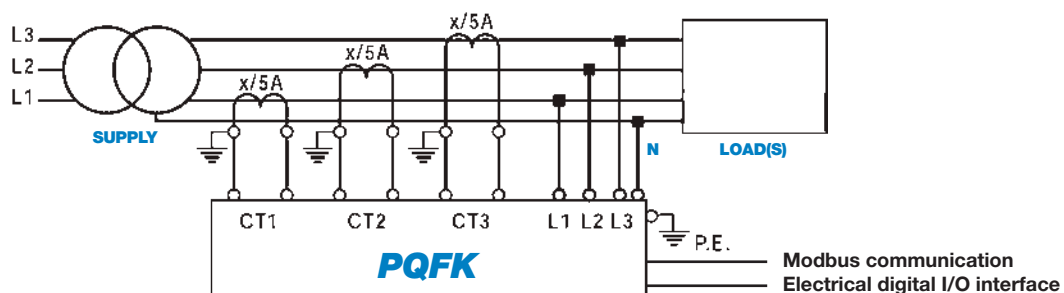 x/5A
L3
x/5A
L2
x/5A
L1
SUPPLY
N
LOAD(S)
CT1 CT2 CT3 L1 L2 L3
P.E.
PQFK
Modbus communication
Electrical digital I/O interface